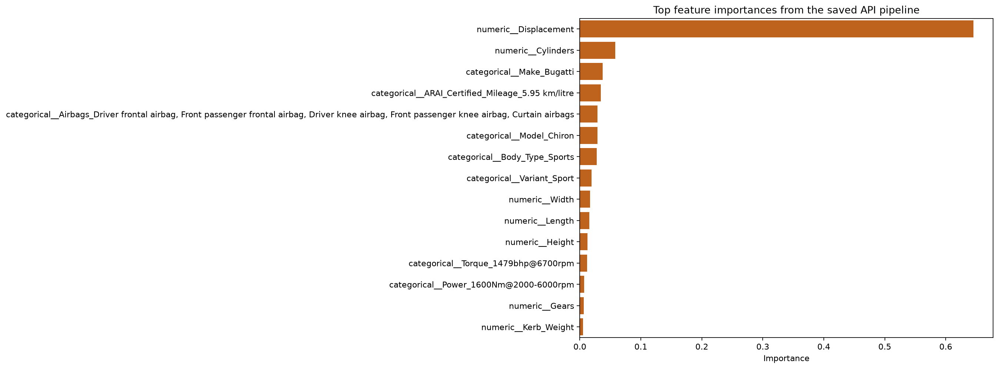 Top feature importances from the saved API pipeline
numeric__Displacement
numeric__Cylinders
categorical__Make_Bugatti
categorical__ARAI_Certified_Mileage_5.95 km/litre
categorical__Airbags_Driver frontal airbag, Front passenger frontal airbag, Driver knee airbag, Front passenger knee airbag, Curtain airbags
categorical__Model_Chiron
categorical__Body_Type_Sports
categorical__Variant_Sport
numeric__Width
numeric__Length
numeric__Height
categorical__Torque_1479bhp@6700rpm
categorical__Power_1600Nm@2000-6000rpm
numeric__Gears
numeric__Kerb_Weight
0.0 0.1 0.2 0.3 0.4 0.5 0.6
Importance